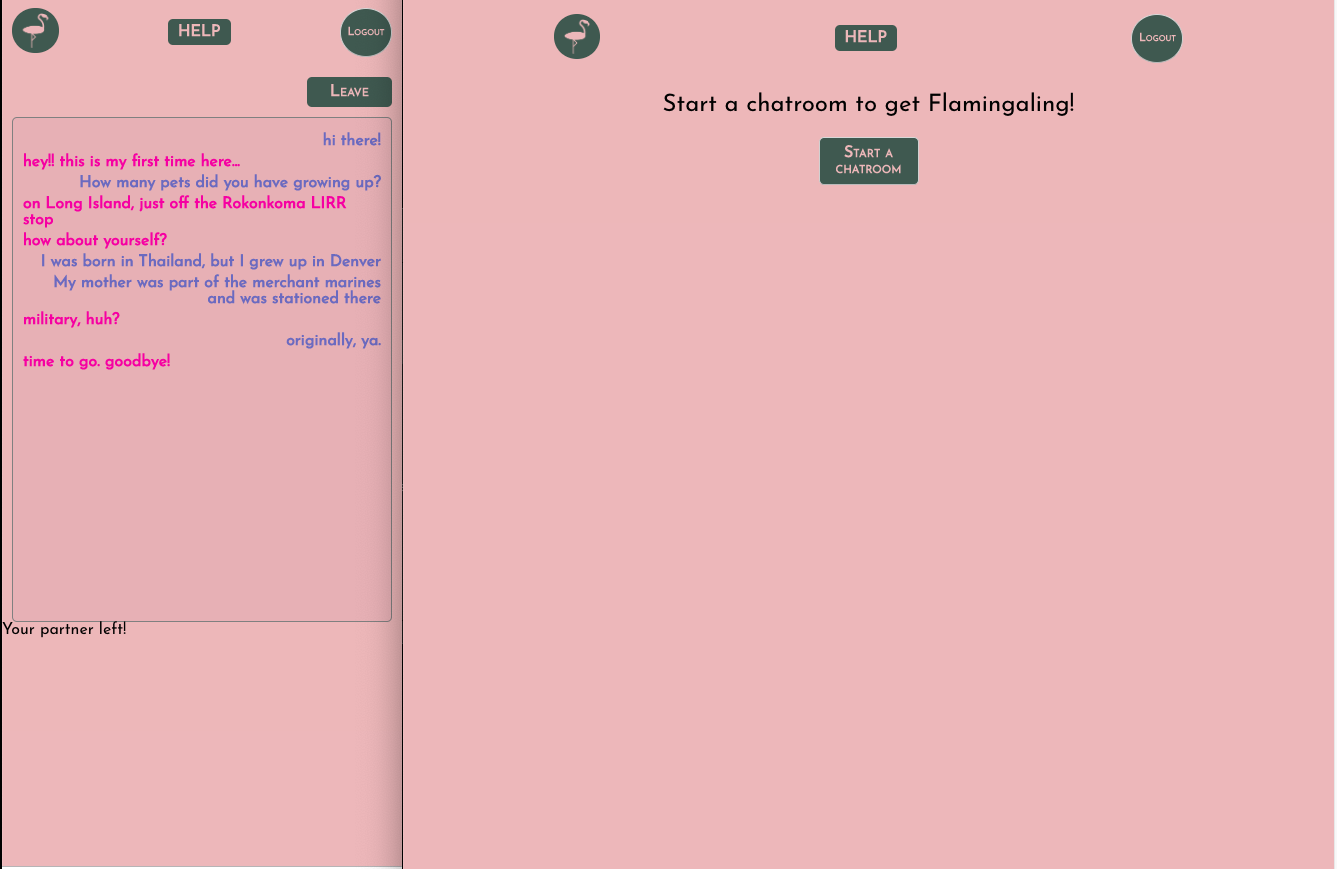 HELP
Logout
Leave
hi there!
hey!! this is my first time here...
How many pets did you have growing up?
on Long Island, just off the Rokonkoma LIRR
stop
how about yourself?
I was born in Thailand, but I grew up in Denver
My mother was part of the merchant marines
and was stationed there
military, huh?
originally, ya.
time to go. goodbye!
Your partner left!
HELP
Logout
Start a chatroom to get Flamingaling!
Start a
chatroom